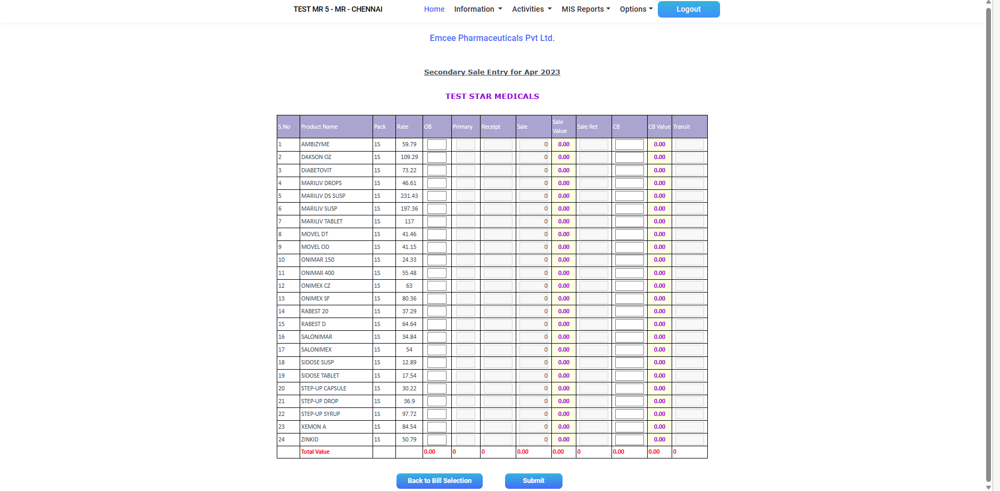 TEST MR 5 - MR - CHENNAI Home Information Activities MIS Reports Options Logout
Emcee Pharmaceuticals Pvt Ltd.
Secondary Sale Entry for Apr 2023
TEST STAR MEDICALS
S.No Product Name Pack Rate OB Primary Receipt Sale Sale Value Sale Ret CB CB Value Transit
1 AMBIZYME 1S 59.79 0 0.00 0.00
2 DAKSON OZ 1S 109.29 0 0.00 0.00
3 DIABETOVIT 1S 73.22 0 0.00 0.00
4 MARILIV DROPS 1S 46.61 0 0.00 0.00
5 MARILIV DS SUSP 1S 231.43 0 0.00 0.00
6 MARILIV SUSP 1S 197.36 0 0.00 0.00
7 MARILIV TABLET 1S 117 0 0.00 0.00
8 MOVEL DT 1S 41.46 0 0.00 0.00
9 MOVEL OD 1S 41.15 0 0.00 0.00
10 ONIMAR 150 1S 24.33 0 0.00 0.00
11 ONIMAR 400 1S 55.48 0 0.00 0.00
12 ONIMEX CZ 1S 63 0 0.00 0.00
13 ONIMEX SF 1S 80.36 0 0.00 0.00
14 RABEST 20 1S 37.29 0 0.00 0.00
15 RABEST D 1S 64.64 0 0.00 0.00
16 SALONIMAR 1S 34.84 0 0.00 0.00
17 SALONIMEX 1S 54 0 0.00 0.00
18 SIDOSE SUSP 1S 12.89 0 0.00 0.00
19 SIDOSE TABLET 1S 17.54 0 0.00 0.00
20 STEP-UP CAPSULE 1S 30.22 0 0.00 0.00
21 STEP-UP DROP 1S 36.9 0 0.00 0.00
22 STEP-UP SYRUP 1S 97.72 0 0.00 0.00
23 XEMON A 1S 84.54 0 0.00 0.00
24 ZINKID 1S 50.79 0 0.00 0.00
Total Value 0.00 0 0 0.00 0.00 0 0.00 0.00 0
Back to Bill Selection Submit